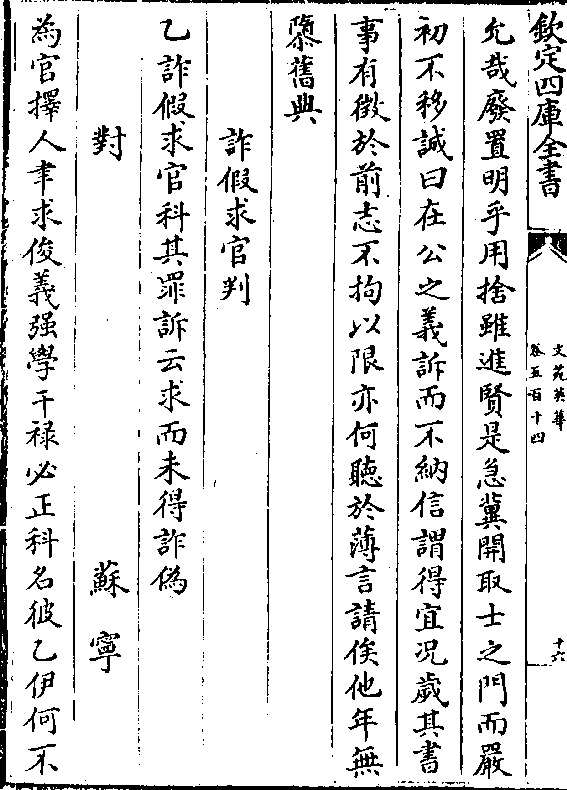 欽定四庫全書
文苑英華
卷五百十四
十六
允哉廢置明乎用捨雖進賢是急冀開取士之門而嚴
初不移誠曰在公之義訴而不納信謂得宜况歲其書
事有徵於前志不拘以限亦何聽於薄言請俟他年無
隳舊典
詐假求官判
乙詐假求官科其罪訴云求而未得詐偽
對
蘇寧
為官擇人聿求俊義强學干禄必正科名彼乙伊何不